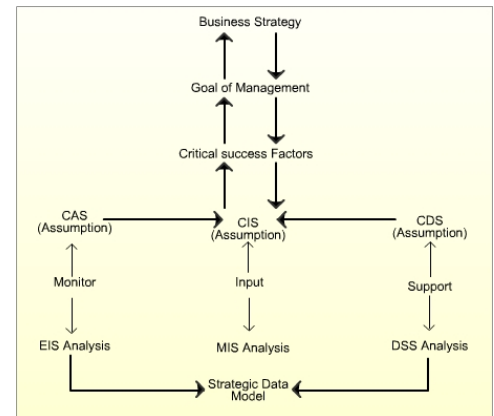 Business Strategy
Goal of Management
Critical success Factors
CAS
(Assumption)
CIS
(Assumption)
CDS
(Assumption)
Monitor
Input
Support
EIS Analysis
MIS Analysis
DSS Analysis
Strategic Data
Model